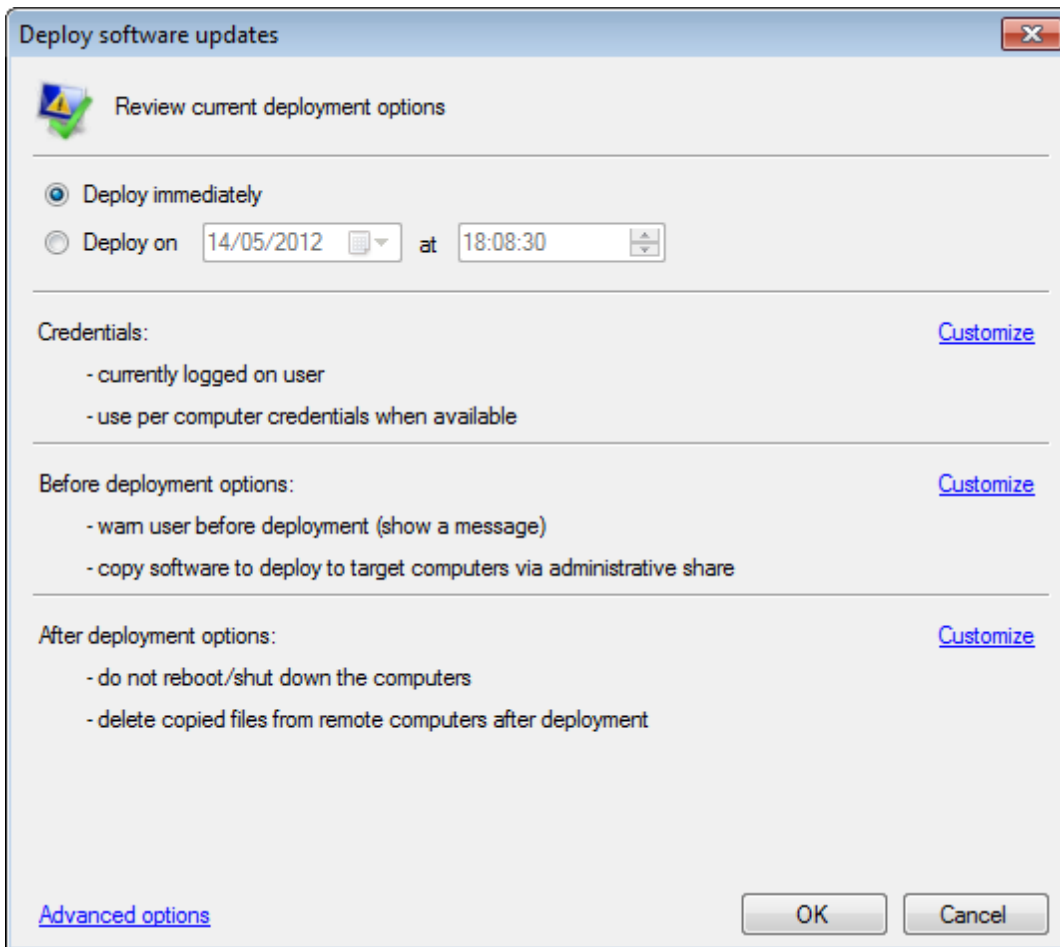 Deploy software updates
Review current deployment options
Deploy immediately
Deploy on 14/05/2012 at 18:08:30
Credentials: Customize
- currently logged on user
- use per computer credentials when available
Before deployment options: Customize
- warn user before deployment (show a message)
- copy software to deploy to target computers via administrative share
After deployment options: Customize
- do not reboot/shut down the computers
- delete copied files from remote computers after deployment
Advanced options OK Cancel